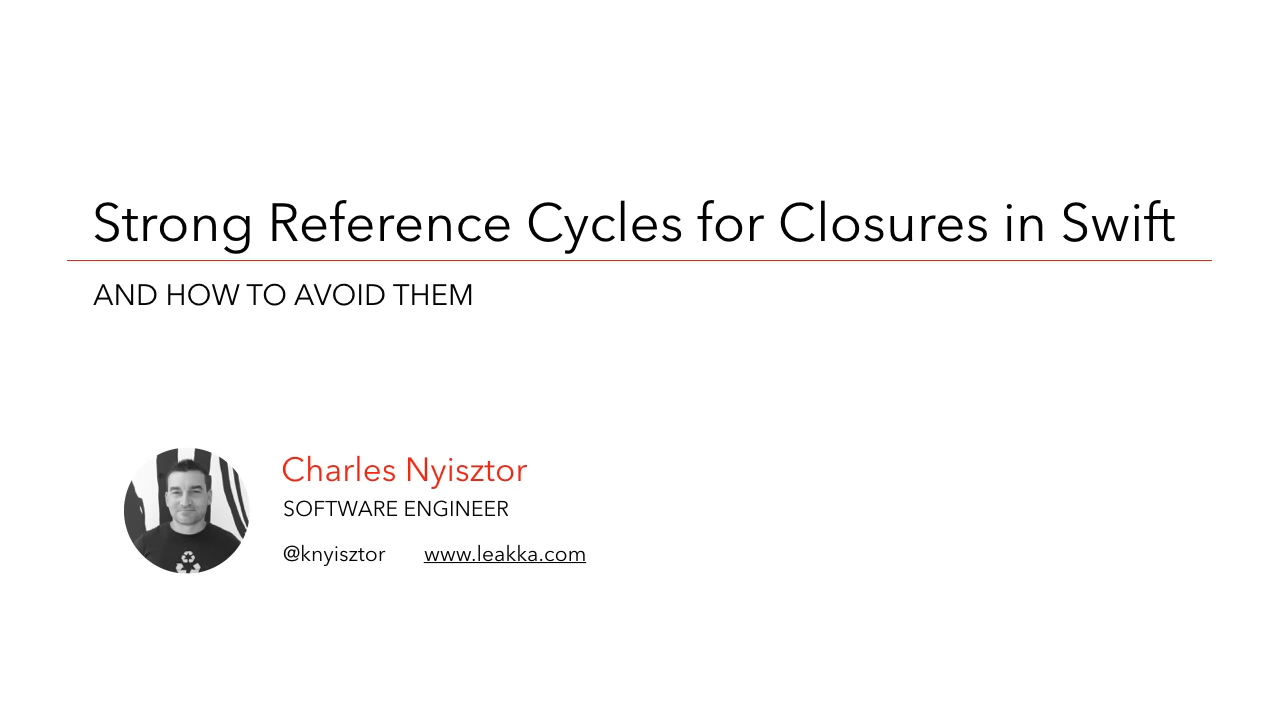 Strong Reference Cycles for Closures in Swift
AND HOW TO AVOID THEM
Charles Nyisztor
SOFTWARE ENGINEER
@knyisztor www.leakka.com